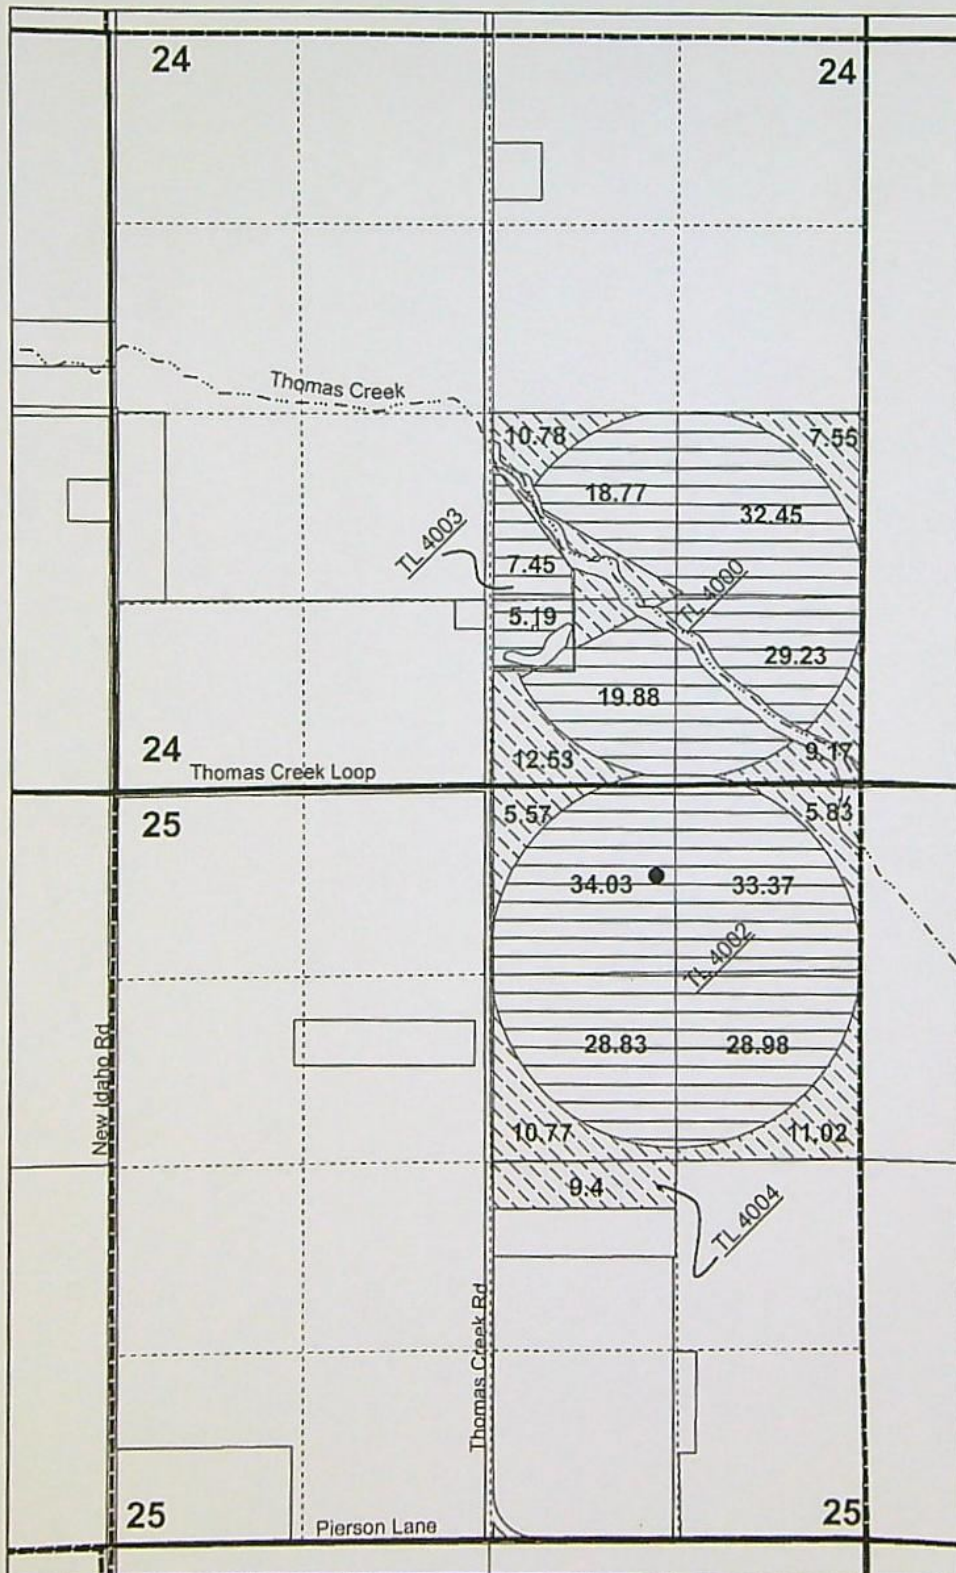 24
24
Thomas Creek
10.78
7.55
18.77
32.45
TL 4003
7.45
TL 4000
5.19
29.23
19.88
24
Thomas Creek Loop
12.53
9.17
25
5.57
5.83
34.03
33.37
TL 4002
New Idaho Rd
28.83
28.98
10.77
11.02
9.4
TL 4004
Thomas Creek Rd
25
Pierson Lane
25